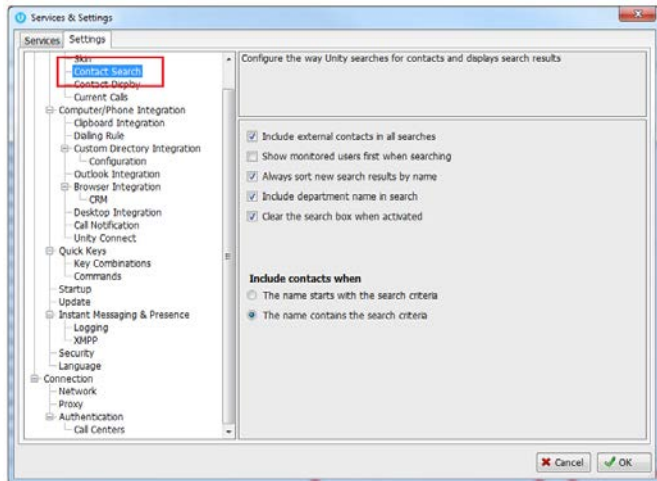 Services & Settings
Services Settings
Skin
Contact Search
Contact Display
Current Calls
Computer/Phone Integration
Clipboard Integration
Dialing Rule
Custom Directory Integration
Configuration
Outlook Integration
Browser Integration
CRM
Desktop Integration
Call Notification
Unity Connect
Quick Keys
Key Combinations
Commands
Startup
Update
Instant Messaging & Presence
Logging
XMPP
Security
Language
Connection
Network
Proxy
Authentication
Call Centers
Configure the way Unity searches for contacts and displays search results
Include external contacts in all searches
Show monitored users first when searching
Always sort new search results by name
Include department name in search
Clear the search box when activated
Include contacts when
The name starts with the search criteria
The name contains the search criteria
Cancel OK